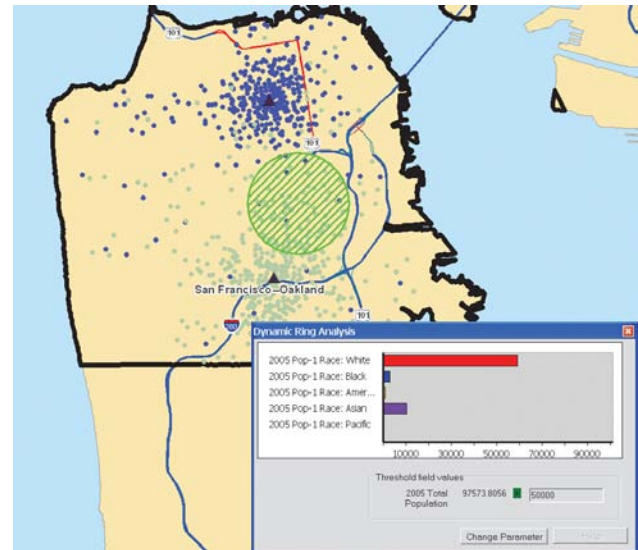 101
101
San Francisco-Oakland
101
280
Dynamic Ring Analysis
2005 Pop-1 Race: White
2005 Pop-1 Race: Black
2005 Pop-1 Race: Amer...
2005 Pop-1 Race: Asian
2005 Pop-1 Race: Pacific
10000 30000 50000 70000 90000
Threshold field values
2005 Total Population 97573.8056 50000
Change Parameter